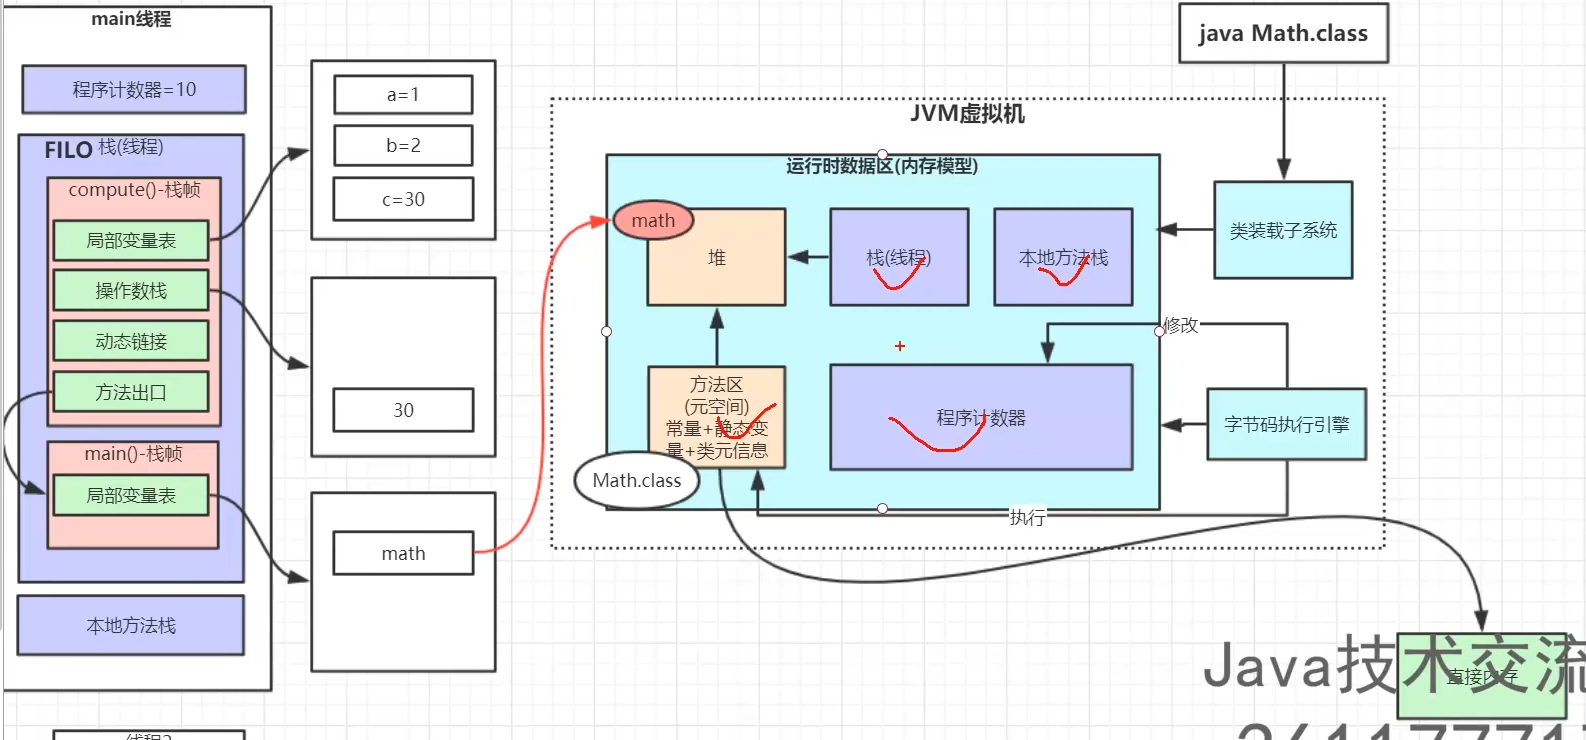 main线程
程序计数器=10
FILO 栈(线程)
compute()-栈帧
局部变量表
操作数栈
动态链接
方法出口
main()-栈帧
局部变量表
本地方法栈
a=1
b=2
c=30
30
math
java Math.class
JVM虚拟机
运行时数据区(内存模型)
math
堆
栈(线程)
本地方法栈
类装载子系统
修改
方法区
(元空间)
常量+静态变
量+类元信息
程序计数器
字节码执行引擎
Math.class
执行
直接内存
Java技术交流